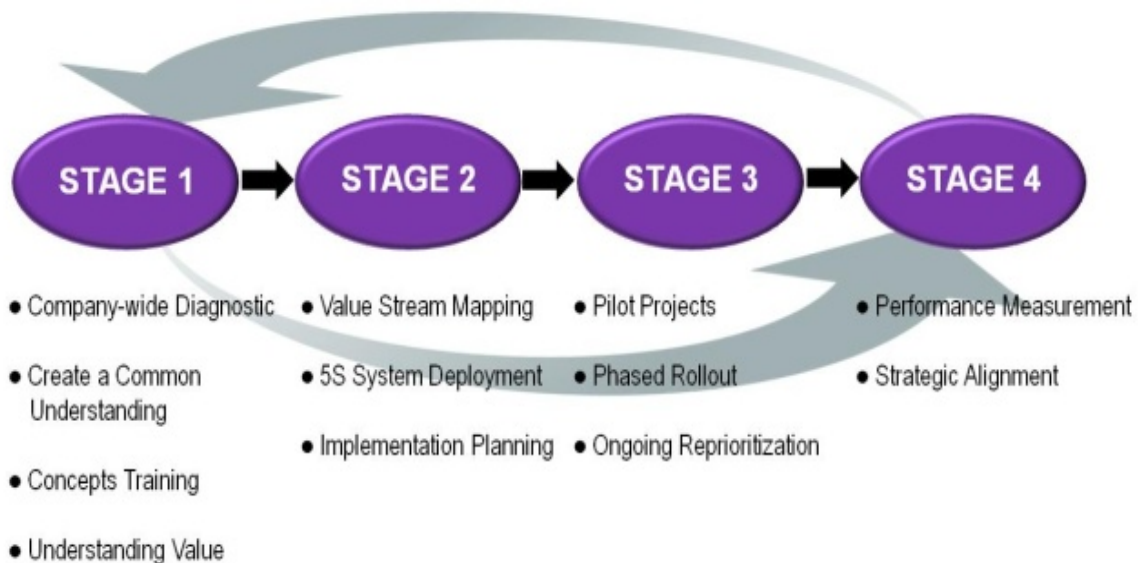 STAGE 1
STAGE 2
STAGE 3
STAGE 4
● Company-wide Diagnostic
● Create a Common
Understanding
● Concepts Training
● Understanding Value
● Value Stream Mapping
● 5S System Deployment
● Implementation Planning
● Pilot Projects
● Phased Rollout
● Ongoing Reprioritization
● Performance Measurement
● Strategic Alignment